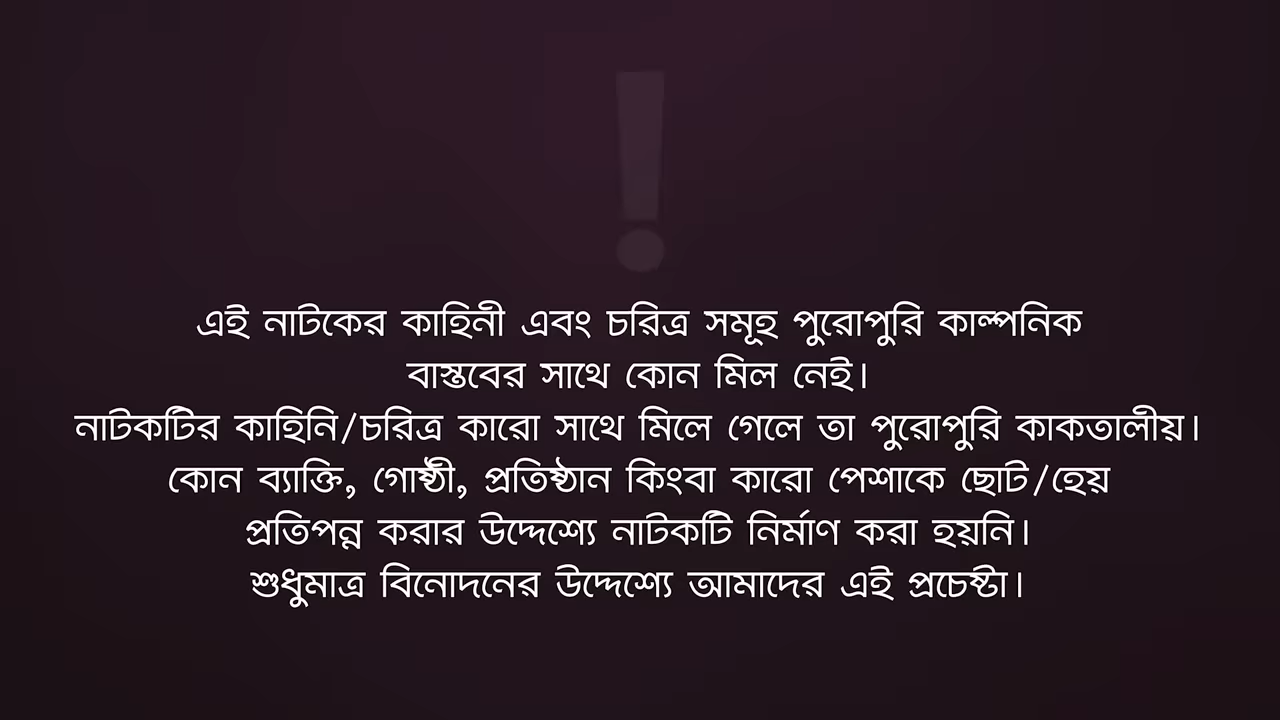 এই নাটকের কাহিনী এবং চরিত্র সমূহ পুরোপুরি কাল্পনিক
বাস্তবের সাথে কোন মিল নেই।
নাটকটির কাহিনি/চরিত্র কারো সাথে মিলে গেলে তা পুরোপুরি কাকতালীয়।
কোন ব্যাক্তি, গোষ্ঠী, প্রতিষ্ঠান কিংবা কারো পেশাকে ছোট/হেয়
প্রতিপন্ন করার উদ্দেশ্যে নাটকটি নির্মাণ করা হয়নি।
শুধুমাত্র বিনোদনের উদ্দেশ্যে আমাদের এই প্রচেষ্টা।